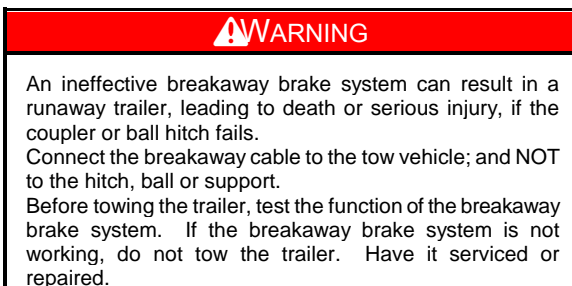 WARNING
An ineffective breakaway brake system can result in a
runaway trailer, leading to death or serious injury, if the
coupler or ball hitch fails.
Connect the breakaway cable to the tow vehicle; and NOT
to the hitch, ball or support.
Before towing the trailer, test the function of the breakaway
brake system. If the breakaway brake system is not
working, do not tow the trailer. Have it serviced or
repaired.